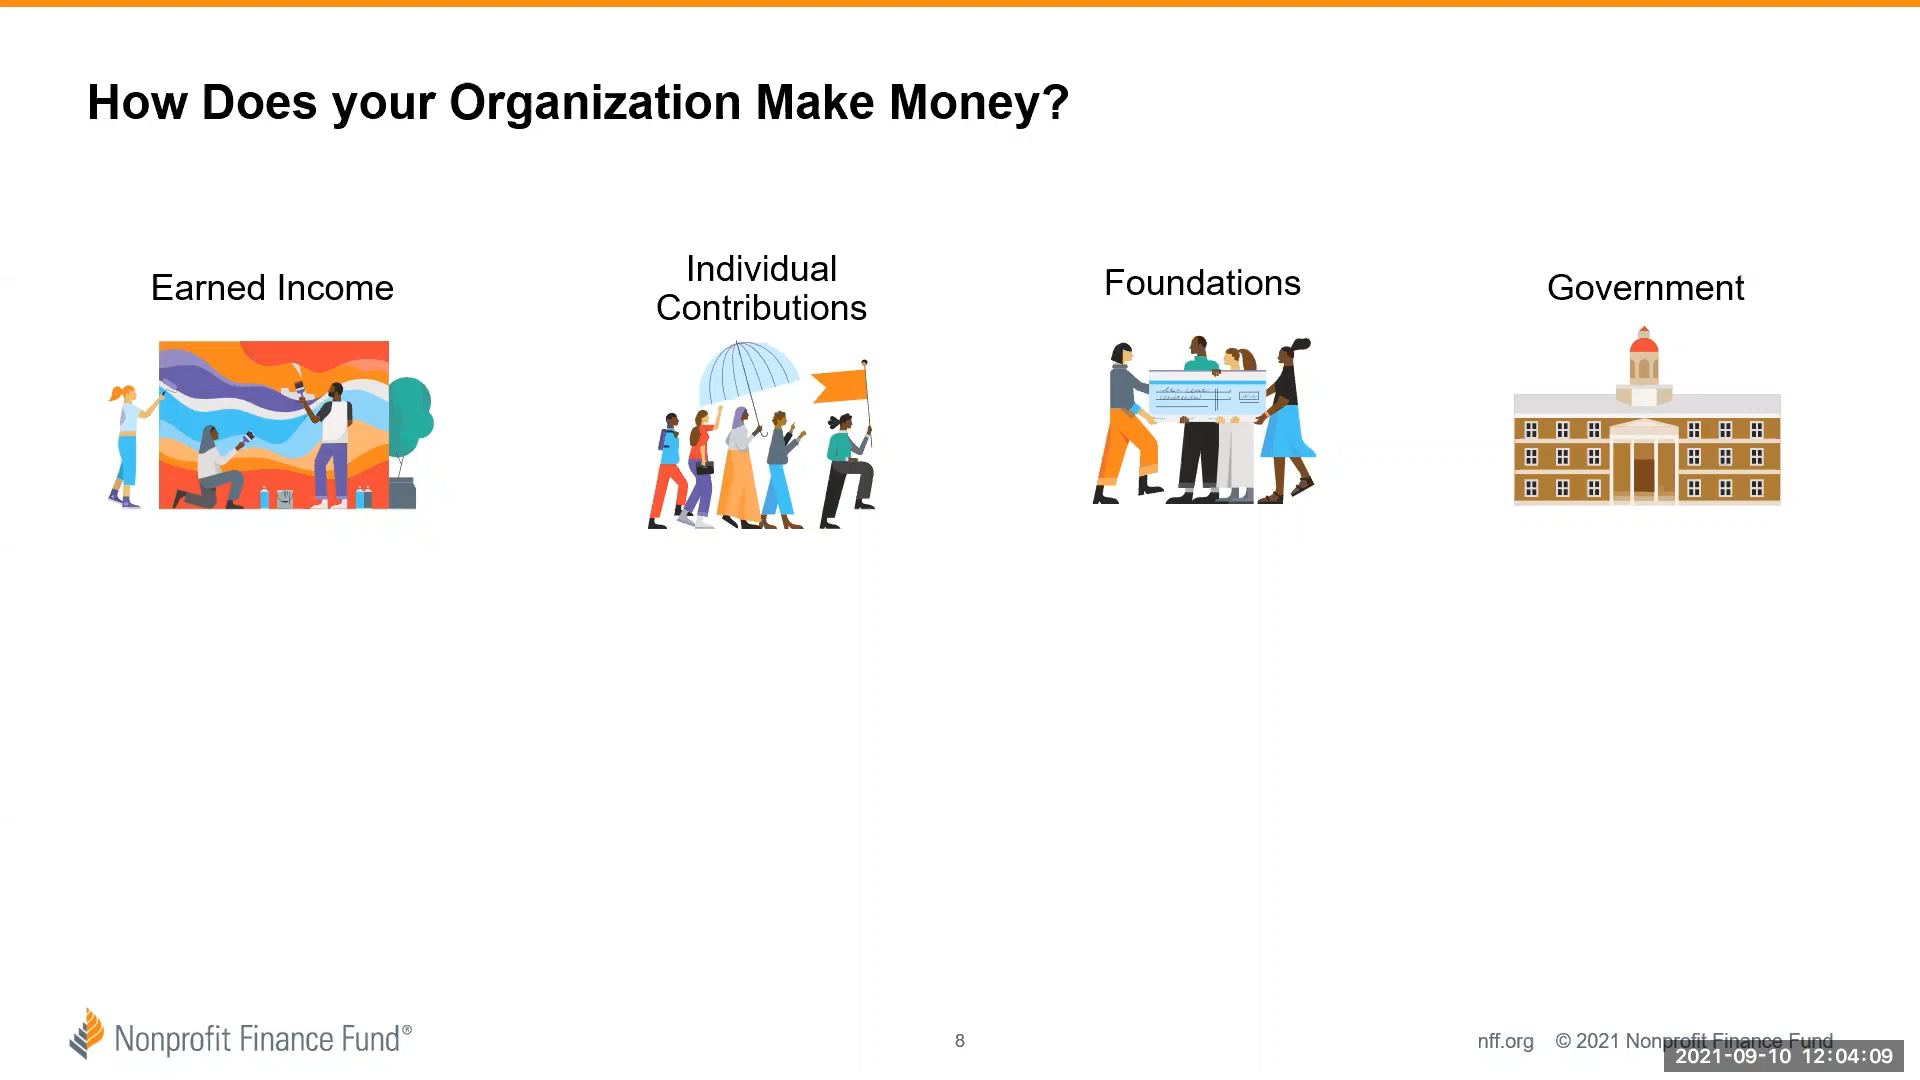 How Does your Organization Make Money?
Earned Income
Individual
Contributions
Foundations
Government
Nonprofit Finance Fund®
8
nff.org © 2021 Nonprofit Finance Fund
2021-09-10 12:04:09